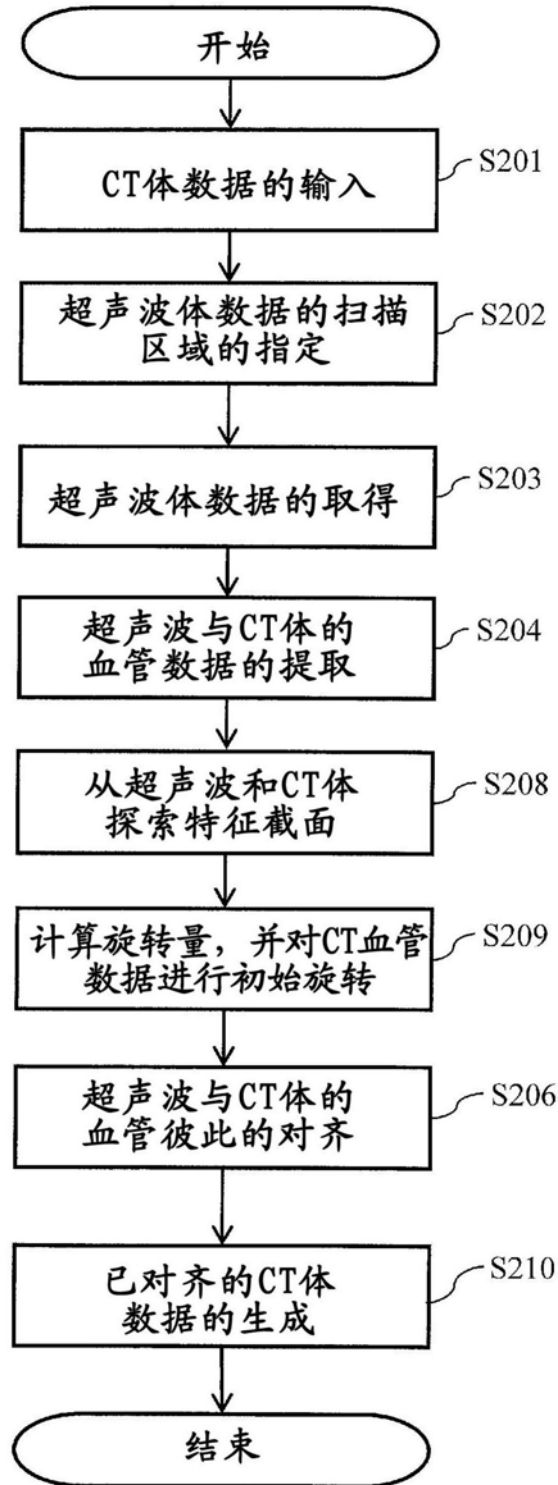 开始
CT体数据的输入
S201
超声波体数据的扫描
区域的指定
S202
超声波体数据的取得
S203
超声波与CT体的
血管数据的提取
S204
从超声波和CT体
探索特征截面
S208
计算旋转量，并对CT血管
数据进行初始旋转
S209
超声波与CT体的
血管彼此的对齐
S206
已对齐的CT体
数据的生成
S210
结束